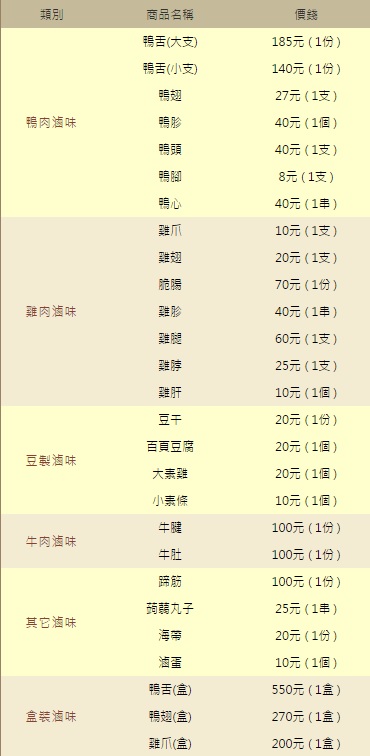 類別 商品名稱 價錢
鴨舌(大支) 185元 ( 1份 )
鴨舌(小支) 140元 ( 1份 )
鴨翅 27元 ( 1支 )
鴨肉滷味 鴨胗 40元 ( 1個 )
鴨頭 40元 ( 1支 )
鴨腳 8元 ( 1支 )
鴨心 40元 ( 1串 )
雞爪 10元 ( 1支 )
雞翅 20元 ( 1支 )
脆腸 70元 ( 1份 )
雞肉滷味 雞胗 40元 ( 1串 )
雞腿 60元 ( 1支 )
雞脖 25元 ( 1支 )
雞肝 10元 ( 1個 )
豆干 20元 ( 1份 )
百頁豆腐 20元 ( 1個 )
豆製滷味
大素雞 20元 ( 1個 )
小素條 10元 ( 1個 )
牛腱 100元 ( 1份 )
牛肉滷味
牛肚 100元 ( 1份 )
蹄筋 100元 ( 1份 )
蒟蒻丸子 25元 ( 1串 )
其它滷味
海帶 20元 ( 1份 )
滷蛋 10元 ( 1個 )
鴨舌(盒) 550元 ( 1盒 )
盒裝滷味 鴨翅(盒) 270元 ( 1盒 )
雞爪(盒) 200元 ( 1盒 )